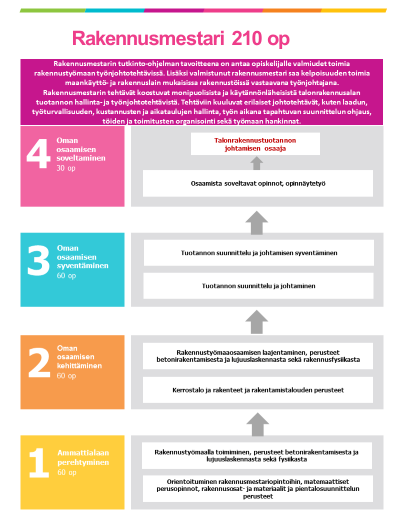 Rakennusmestari 210 op
Rakennusmestarin tutkinto-ohjelman tavoitteena on antaa opiskelijalle valmiudet toimia
rakennustyömaan työnjohtotehtävissä. Lisäksi valmistunut rakennusmestari saa kelpoisuuden toimia
maankäyttö- ja rakennuslain mukaisissa rakennustöissä vastaavana työnjohtajana.
Rakennusmestarin tehtävät koostuvat monipuolisista ja käytännönläheisistä talonrakennusalan
tuotannon hallinta- ja työnjohtotehtävistä. Tehtäviin kuuluvat erilaiset johtotehtävät, kuten laadun,
työturvallisuuden, kustannusten ja aikataulujen hallinta, työn aikana tapahtuvan suunnittelun ohjaus,
töiden ja toimitusten organisointi sekä työmaan hankinnat.
4
Oman
osaamisen
soveltaminen
30 op
Talonrakennustuotannon
johtamisen osaaja
Osaamista soveltavat opinnot, opinnäytetyö
3
Oman
osaamisen
syventäminen
60 op
Tuotannon suunnittelu ja johtamisen syventäminen
Tuotannon suunnittelu ja johtaminen
2
Oman
osaamisen
kehittäminen
60 op
Rakennustyömaaosaamisen laajentaminen, perusteet
betonirakentamisesta ja lujuuslaskennasta sekä rakennusfysiikasta
Kerrostalo ja rakenteet ja rakentamistalouden perusteet
1
Ammattialaan
perehtyminen
60 op
Rakennustyömaalla toimiminen, perusteet betonirakentamisesta ja
lujuuslaskennasta sekä fysiikasta
Orientoituminen rakennusmestariopintoihin, matemaattiset
perusopinnot, rakennusosat- ja materiaalit ja pientalosuunnittelun
perusteet